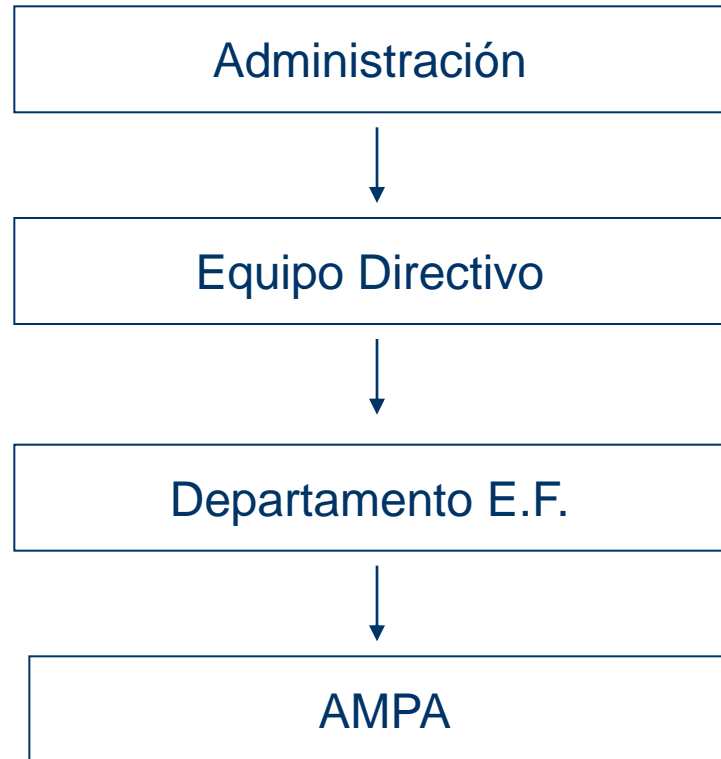 Administración
Equipo Directivo
Departamento E.F.
AMPA